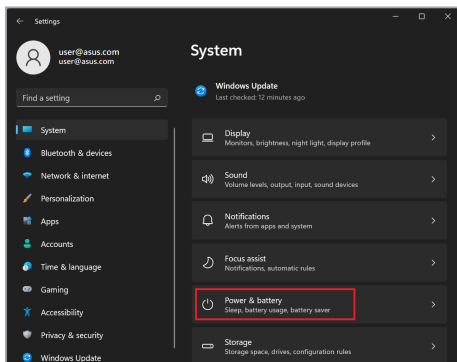 Settings
user@asus.com
user@asus.com
Find a setting
System
Bluetooth & devices
Network & internet
Personalization
Apps
Accounts
Time & language
Gaming
Accessibility
Privacy & security
Windows Update
System
Windows Update
Last checked: 12 minutes ago
Display
Monitors, brightness, night light, display profile
Sound
Volume levels, output, input, sound devices
Notifications
Alerts from apps and system
Focus assist
Notifications, automatic rules
Power & battery
Sleep, battery usage, battery saver
Storage
Storage space, drives, configuration rules